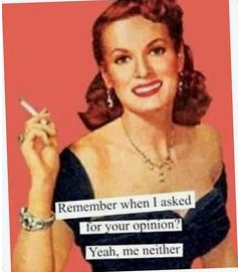 Remember when I asked
for your opinion?
Yeah, me neither